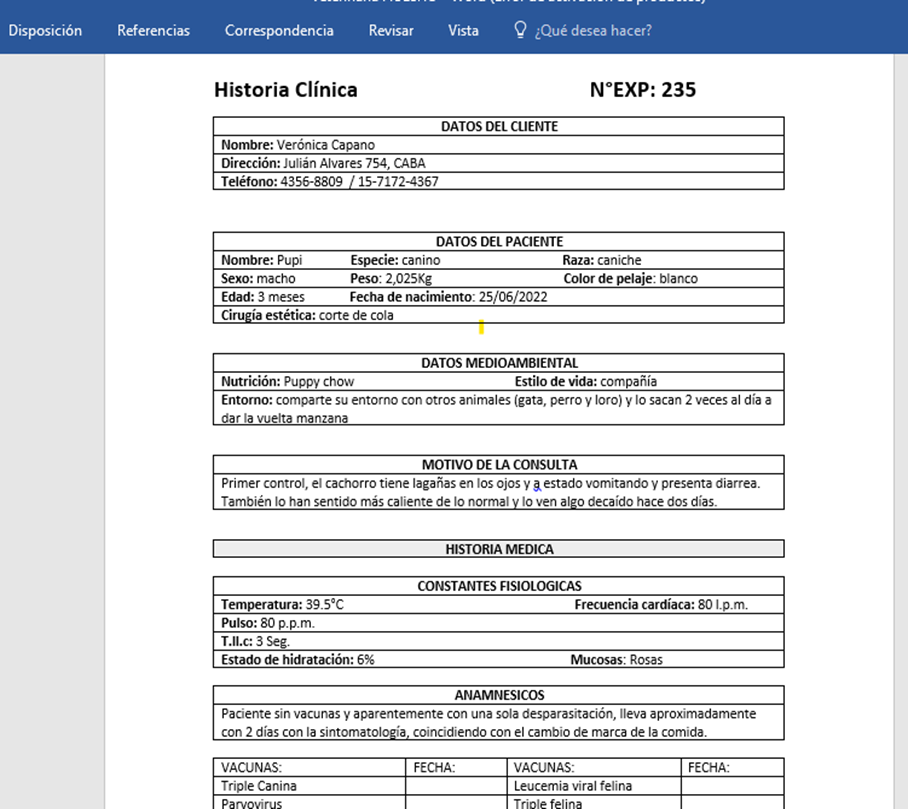 Disposición Referencias Correspondencia Revisar Vista ¿Qué desea hacer?
Historia Clínica N°EXP: 235
DATOS DEL CLIENTE
Nombre: Verónica Capano
Dirección: Julián Alvares 754, CABA
Teléfono: 4356-8809 / 15-7172-4367
DATOS DEL PACIENTE
Nombre: Pupi Especie: canino Raza: caniche
Sexo: macho Peso: 2,025Kg Color de pelaje: blanco
Edad: 3 meses Fecha de nacimiento: 25/06/2022
Cirugía estética: corte de cola
DATOS MEDIOAMBIENTAL
Nutrición: Puppy chow Estilo de vida: compañía
Entorno: comparte su entorno con otros animales (gata, perro y loro) y lo sacan 2 veces al día a
dar la vuelta manzana
MOTIVO DE LA CONSULTA
Primer control, el cachorro tiene lagañas en los ojos y a estado vomitando y presenta diarrea.
También lo han sentido más caliente de lo normal y lo ven algo decaído hace dos días.
HISTORIA MEDICA
CONSTANTES FISIOLOGICAS
Temperatura: 39.5°C Frecuencia cardíaca: 80 l.p.m.
Pulso: 80 p.p.m.
T.ll.c: 3 Seg.
Estado de hidratación: 6% Mucosas: Rosas
ANAMNESICOS
Paciente sin vacunas y aparentemente con una sola desparasitación, lleva aproximadamente
con 2 días con la sintomatología, coincidiendo con el cambio de marca de la comida.
VACUNAS: FECHA: VACUNAS: FECHA:
Triple Canina Leucemia viral felina
Parvovirus Triple felina